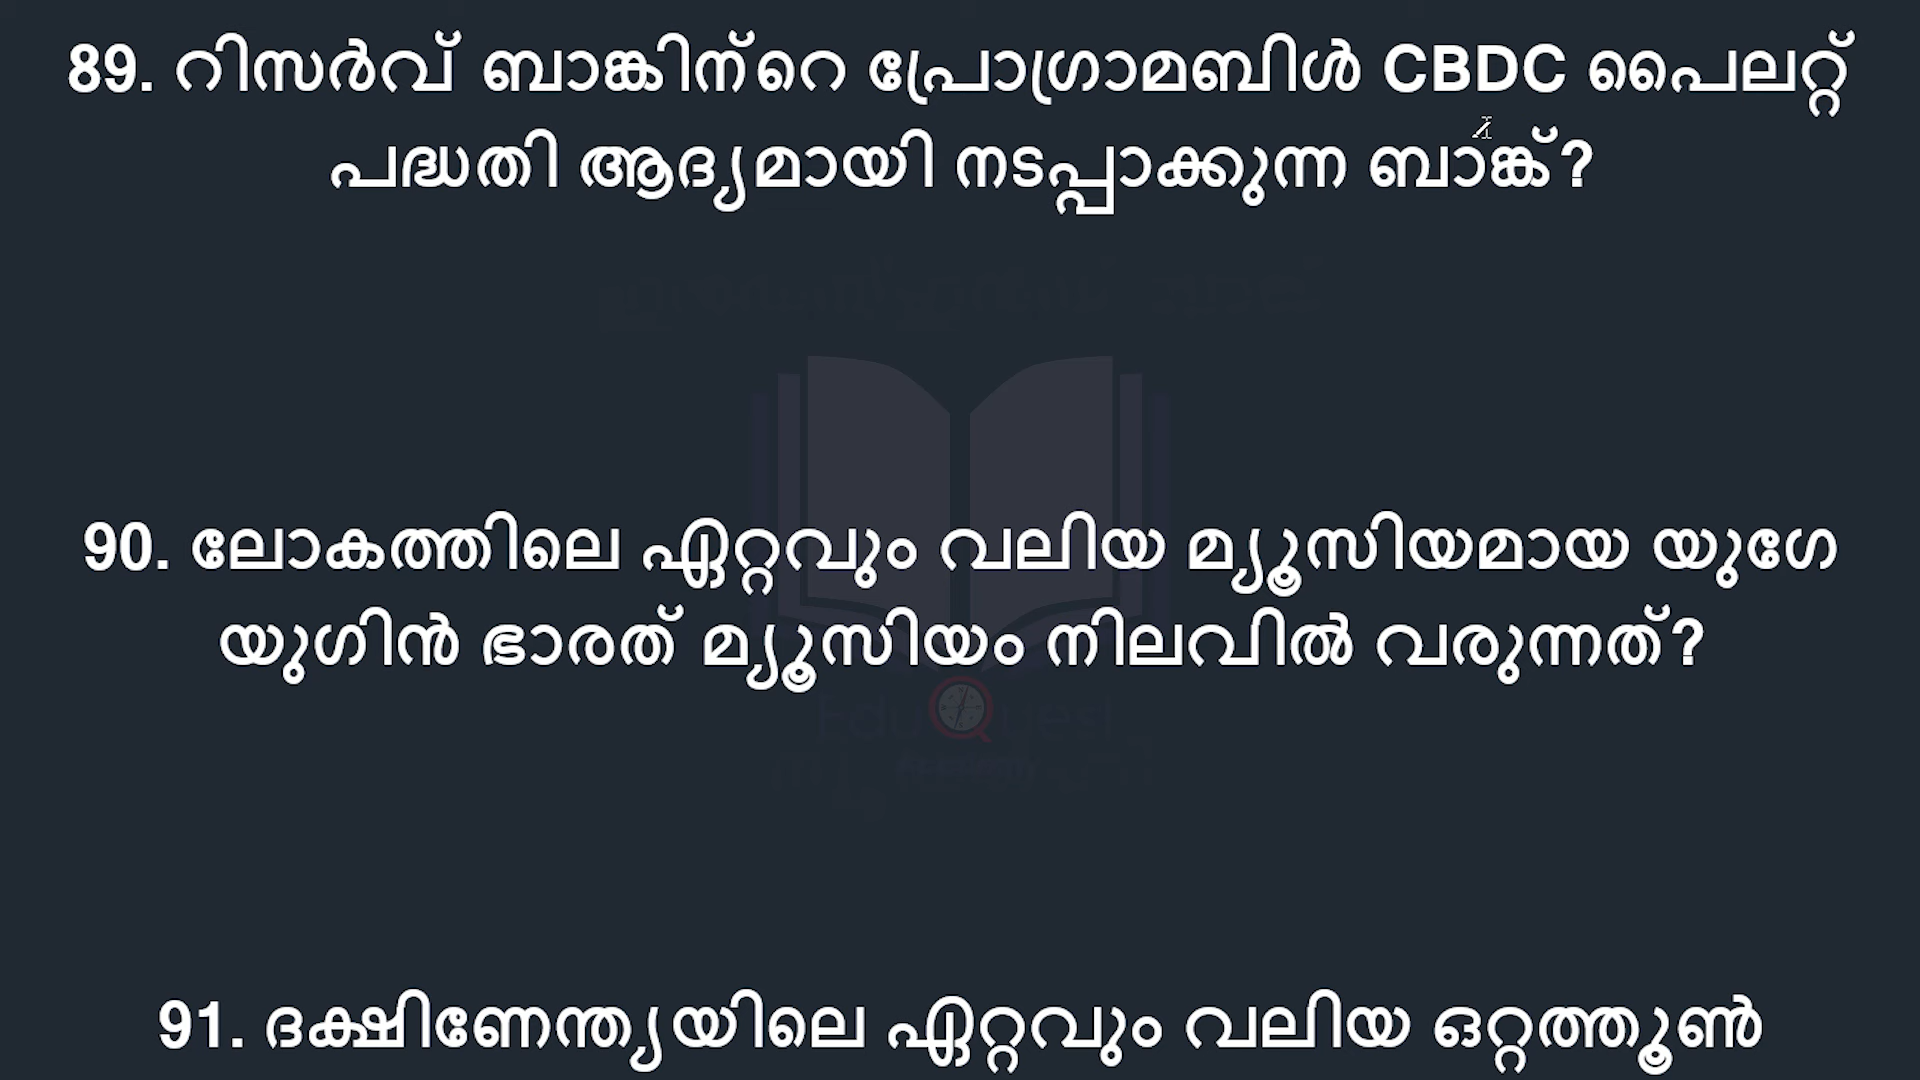 89. റിസർവ് ബാങ്കിന്റെ പ്രോഗ്രാമബിൾ CBDC പൈലറ്റ്
പദ്ധതി ആദ്യമായി നടപ്പാക്കുന്ന ബാങ്ക്?
90. ലോകത്തിലെ ഏറ്റവും വലിയ മ്യൂസിയമായ യുഗേ
യുഗിൻ ഭാരത് മ്യൂസിയം നിലവിൽ വരുന്നത്?
EduQuest
91. ദക്ഷിണേന്ത്യയിലെ ഏറ്റവും വലിയ ഒറ്റത്തൂൺ